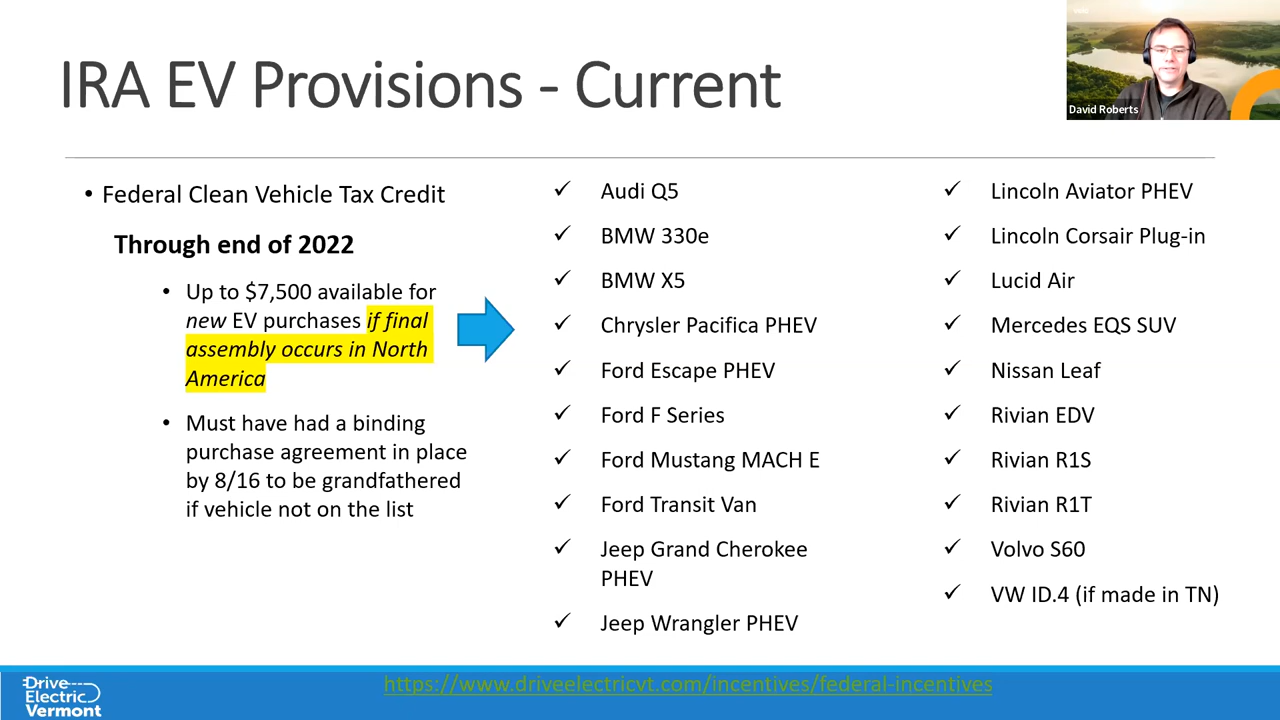 IRA EV Provisions - Current
David Roberts
• Federal Clean Vehicle Tax Credit
Through end of 2022
• Up to $7,500 available for
new EV purchases if final
assembly occurs in North
America
• Must have had a binding
purchase agreement in place
by 8/16 to be grandfathered
if vehicle not on the list
✓ Audi Q5
✓ BMW 330e
✓ BMW X5
✓ Chrysler Pacifica PHEV
✓ Ford Escape PHEV
✓ Ford F Series
✓ Ford Mustang MACH E
✓ Ford Transit Van
✓ Jeep Grand Cherokee
PHEV
✓ Jeep Wrangler PHEV
✓ Lincoln Aviator PHEV
✓ Lincoln Corsair Plug-in
✓ Lucid Air
✓ Mercedes EQS SUV
✓ Nissan Leaf
✓ Rivian EDV
✓ Rivian R1S
✓ Rivian R1T
✓ Volvo S60
✓ VW ID.4 (if made in TN)
Drive
Electric
Vermont
https://www.driveelectricvt.com/incentives/federal-incentives